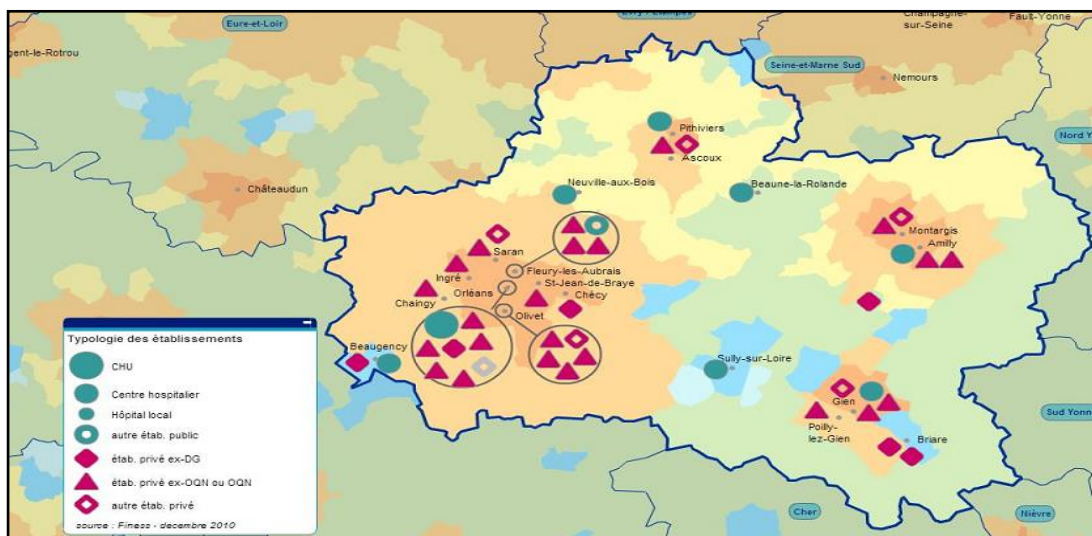 Eure-et-Loir
Champagne-
sur-Seine
Faut-Yonne
gent-le-Rotrou
Seine-et-Marne Sud
Nemours
Pithiviers
Nord Y
Ascoux
Châteaudun
Neuville-aux-Bois
Beaune-la-Rolande
Saran
Montargis
Amilly
Fleury-les-Aubrais
Ingré
St-Jean-de-Braye
Orléans
Chécy
Chaingy
Olivet
Beaugency
Sully-sur-Loire
Gien
Poilly-
lez-Gien
Briare
Sud Yonn
Cher
Nièvre
Typologie des établissements
CHU
Centre hospitalier
Hôpital local
autre étab. public
étab. privé ex-DG
étab. privé ex-OQN ou OQN
autre étab. privé
source : Finess - decembre 2010